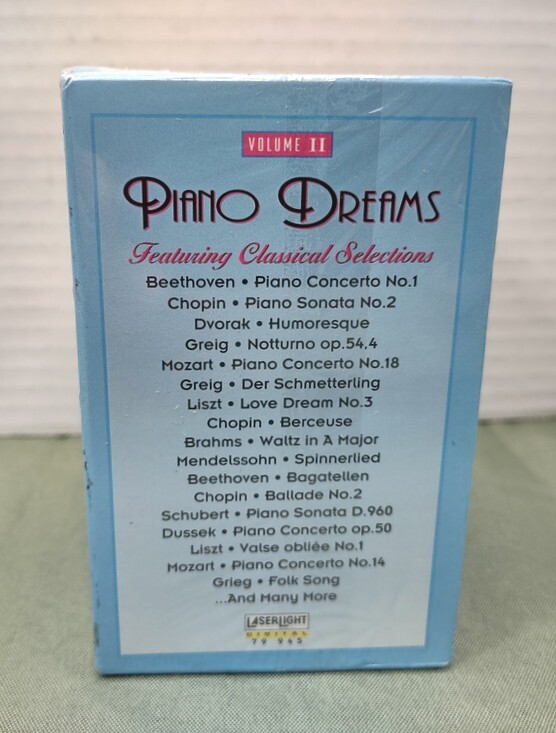 VOLUME II
PIANO DREAMS
Featuring Classical Selections
Beethoven • Piano Concerto No.1
Chopin • Piano Sonata No.2
Dvorak • Humoresque
Greig • Notturno op.54,4
Mozart • Piano Concerto No.18
Greig • Der Schmetterling
Liszt • Love Dream No.3
Chopin • Berceuse
Brahms • Waltz in A Major
Mendelssohn • Spinnerlied
Beethoven • Bagatellen
Chopin • Ballade No.2
Schubert • Piano Sonata D.960
Dussek • Piano Concerto op.50
Liszt • Valse obliée No.1
Mozart • Piano Concerto No.14
Grieg • Folk Song
...And Many More
LASERLIGHT
DIGITAL
79 945